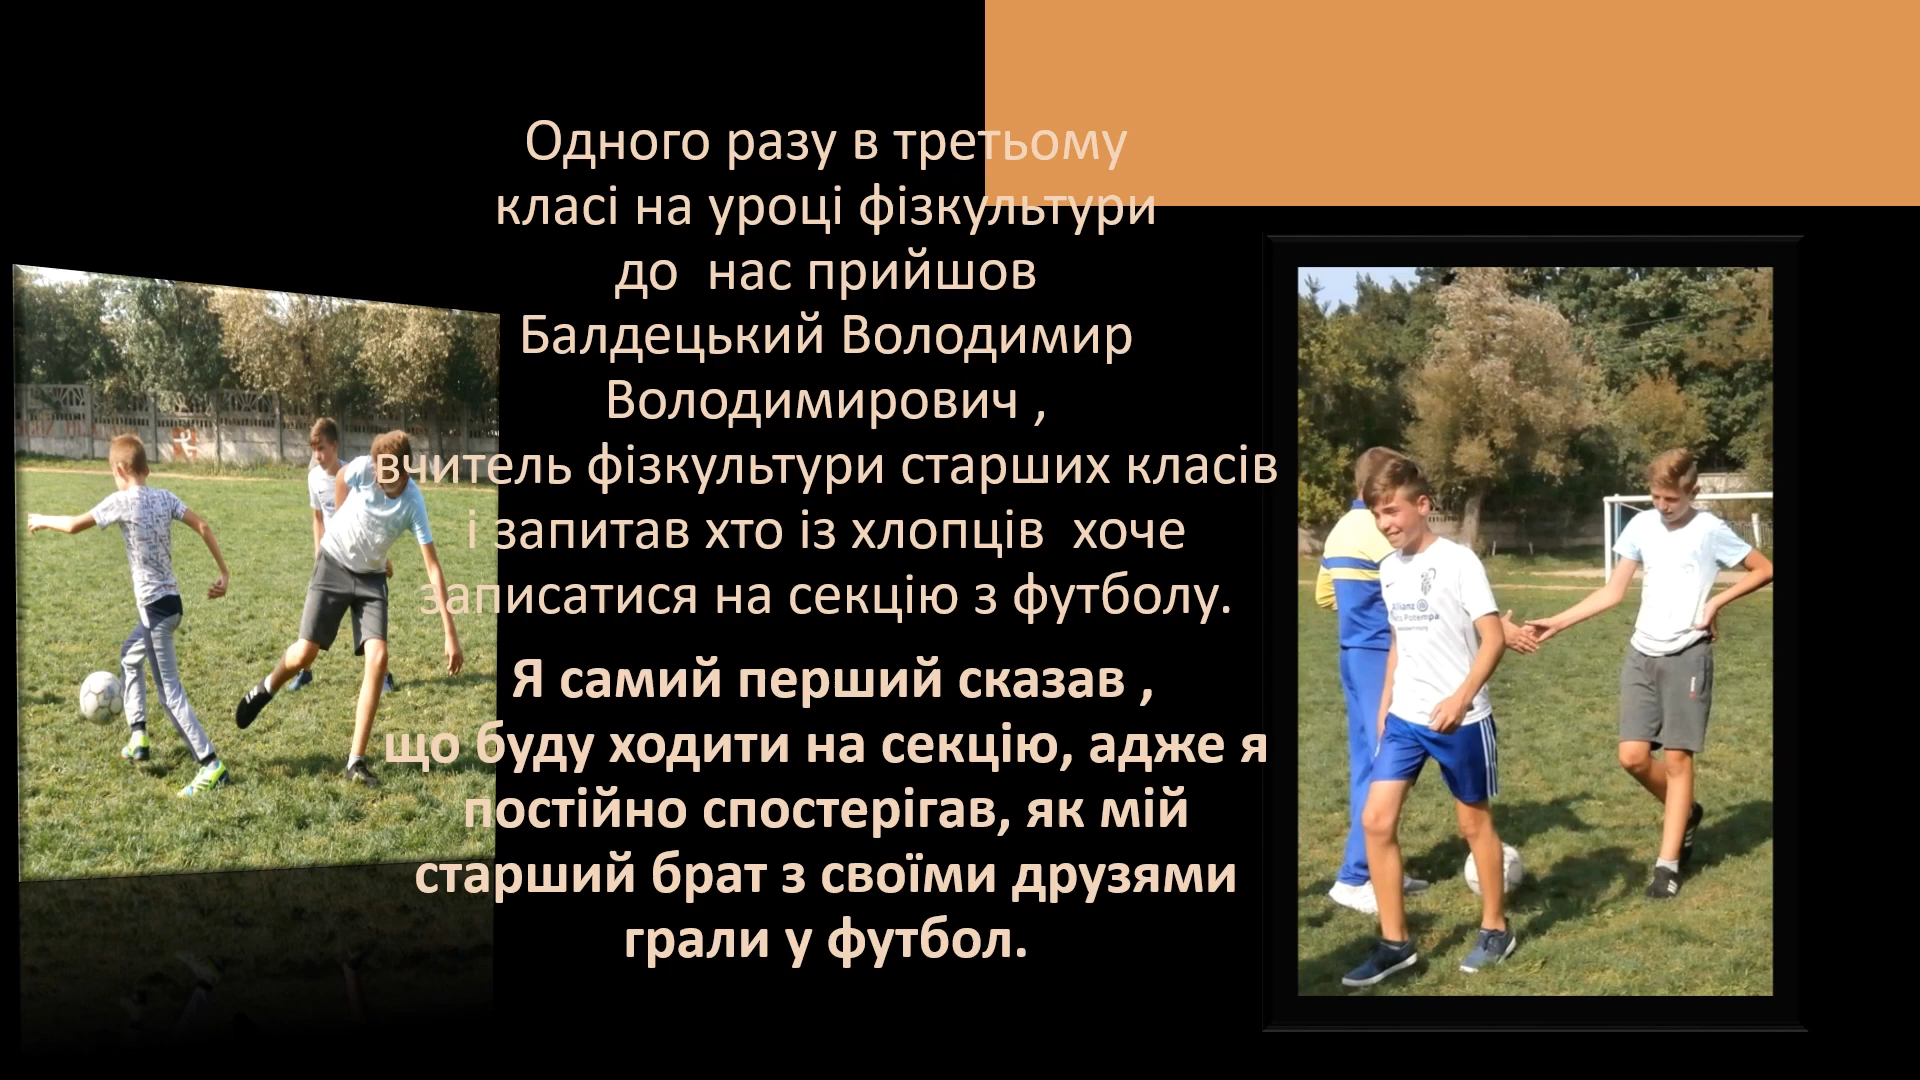 Одного разу в третьому
класі на уроці фізкультури
до  нас прийшов
Балдецький Володимир
Володимирович ,
вчитель фізкультури старших класів
і запитав хто із хлопців  хоче
записатися на секцію з футболу.
Я самий перший сказав ,
що буду ходити на секцію, адже я
постійно спостерігав, як мій
старший брат з своїми друзями
грали у футбол.
Allianz
Potempa